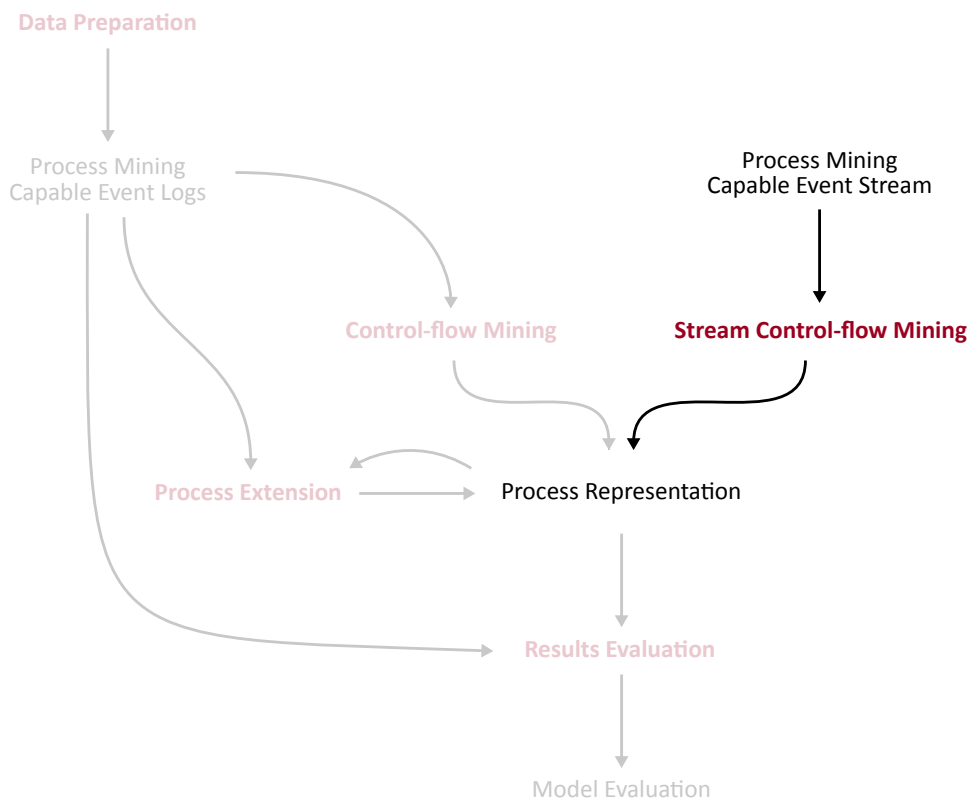 Data Preparation
Process Mining
Capable Event Logs
Process Mining
Capable Event Stream
Control-flow Mining
Stream Control-flow Mining
Process Extension
Process Representation
Results Evaluation
Model Evaluation